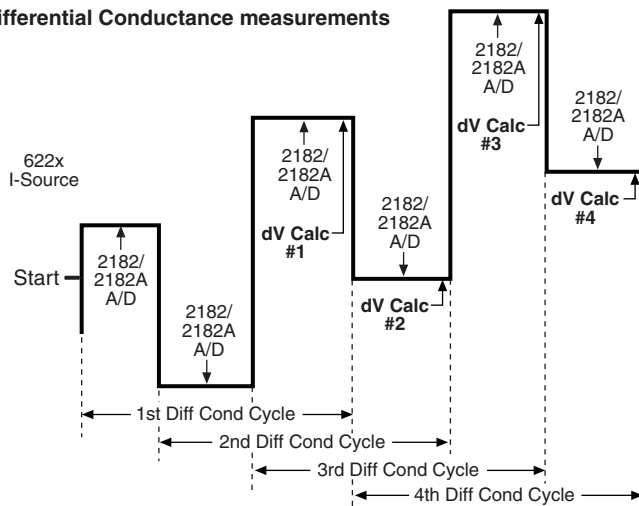 ifferential Conductance measurements
2182/
2182A
A/D
dV Calc
#3
2182/
2182A
A/D
dV Calc
#4
622x
I-Source
2182/
2182A
A/D
dV Calc
#1
2182/
2182A
A/D
dV Calc
#2
Start
2182/
2182A
A/D
2182/
2182A
A/D
1st Diff Cond Cycle
2nd Diff Cond Cycle
3rd Diff Cond Cycle
4th Diff Cond Cycle